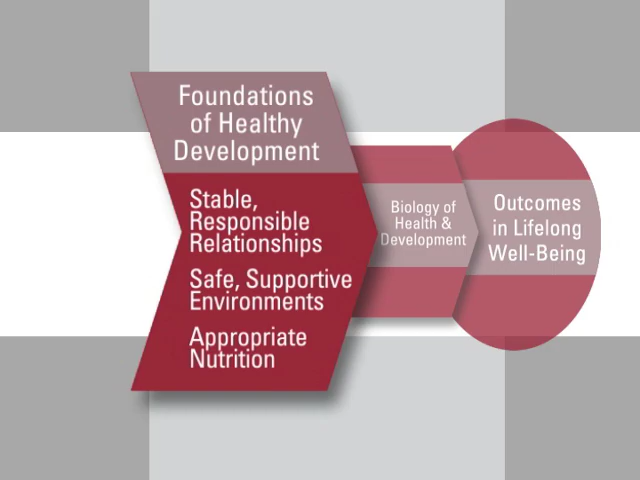 Foundations
of Healthy
Development
Stable,
Responsible
Relationships
Safe, Supportive
Environments
Appropriate
Nutrition
Biology of
Health &
Development
Outcomes
in Lifelong
Well-Being